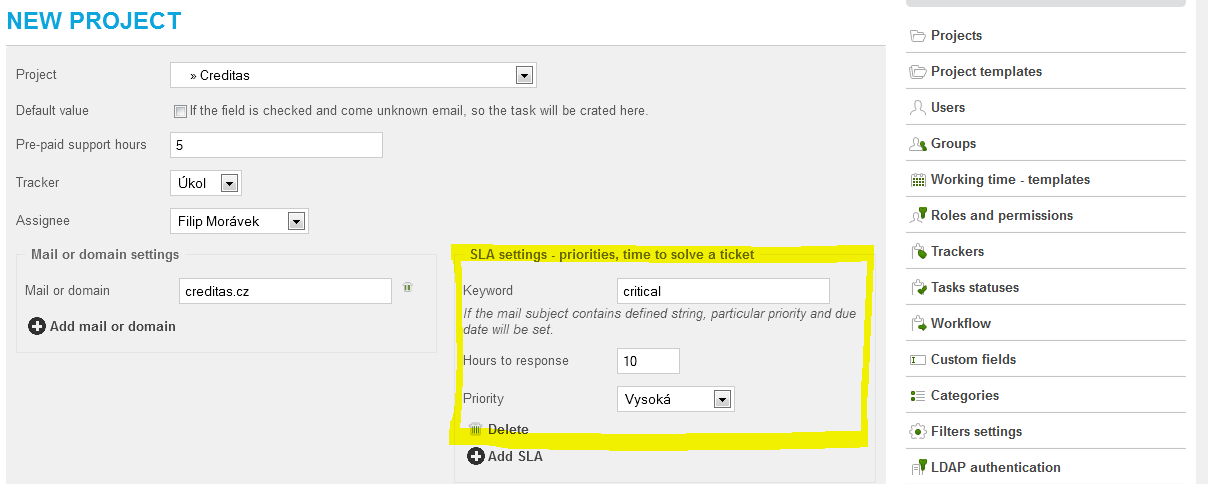 NEW PROJECT
Project
» Creditas
Default value
If the field is checked and come unknown email, so the task will be crated here.
Pre-paid support hours
5
Tracker
Úkol
Assignee
Filip Morávek
Mail or domain settings
Mail or domain
creditas.cz
Add mail or domain
SLA settings - priorities, time to solve a ticket
Keyword
critical
If the mail subject contains defined string, particular priority and due
date will be set.
Hours to response
10
Priority
Vysoká
Delete
Add SLA
Projects
Project templates
Users
Groups
Working time - templates
Roles and permissions
Trackers
Tasks statuses
Workflow
Custom fields
Categories
Filters settings
LDAP authentication